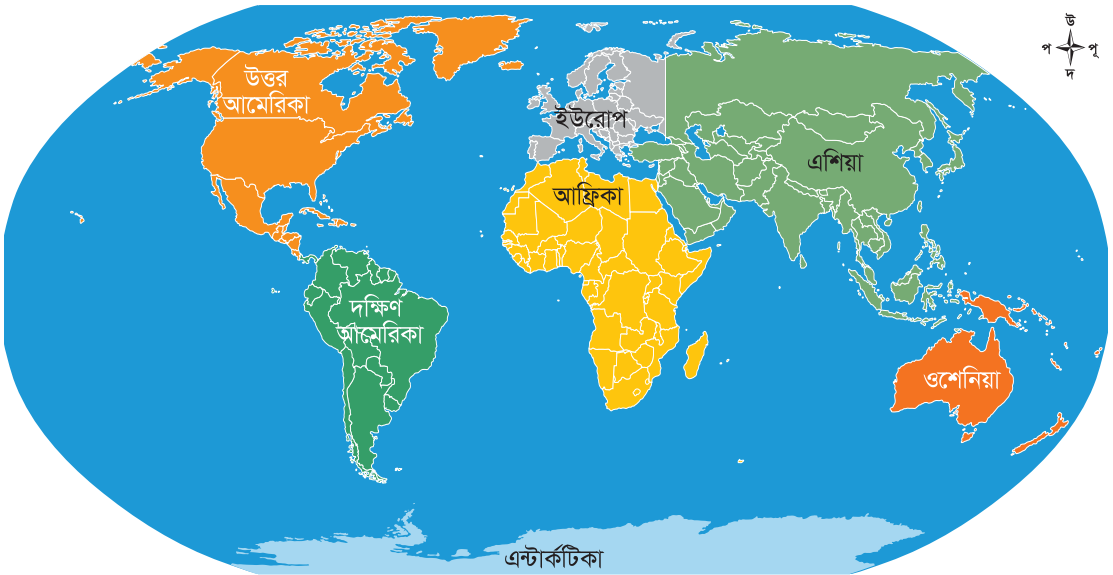 উ
প পূ
দ
উত্তর
আমেরিকা
ইউরোপ
এশিয়া
আফ্রিকা
দক্ষিণ
আমেরিকা
ওশেনিয়া
এন্টার্কটিকা